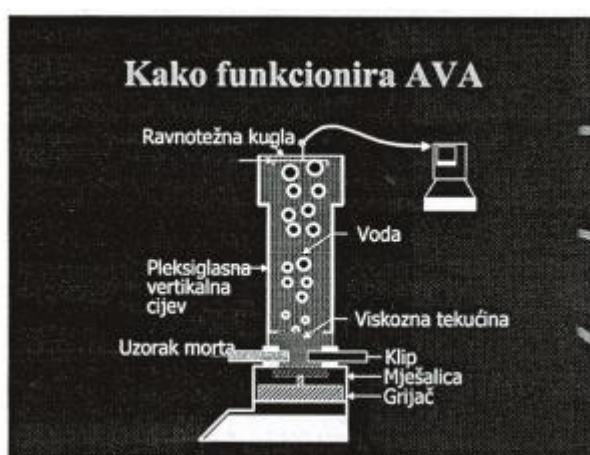 Kako funkcionira AVA
Ravnotežna kugla
Voda
Pleksiglasna
vertikalna
cijev
Viskozna tekućina
Uzorak morta
Klip
Mješalica
Grijač